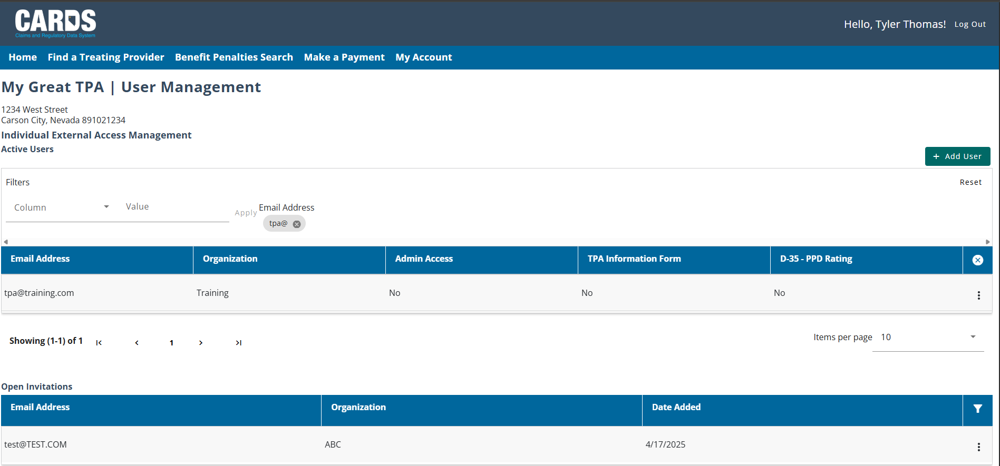 CARDS
Claims and Regulatory Data System
Hello, Tyler Thomas! Log Out
Home Find a Treating Provider Benefit Penalties Search Make a Payment My Account
My Great TPA | User Management
1234 West Street
Carson City, Nevada 891021234
Individual External Access Management
Active Users
+ Add User
Filters Reset
Column Value Apply Email Address
tpa@
Email Address Organization Admin Access TPA Information Form D-35 - PPD Rating
tpa@training.com Training No No No
Showing (1-1) of 1 1 Items per page 10
Open Invitations
Email Address Organization Date Added
test@TEST.COM ABC 4/17/2025